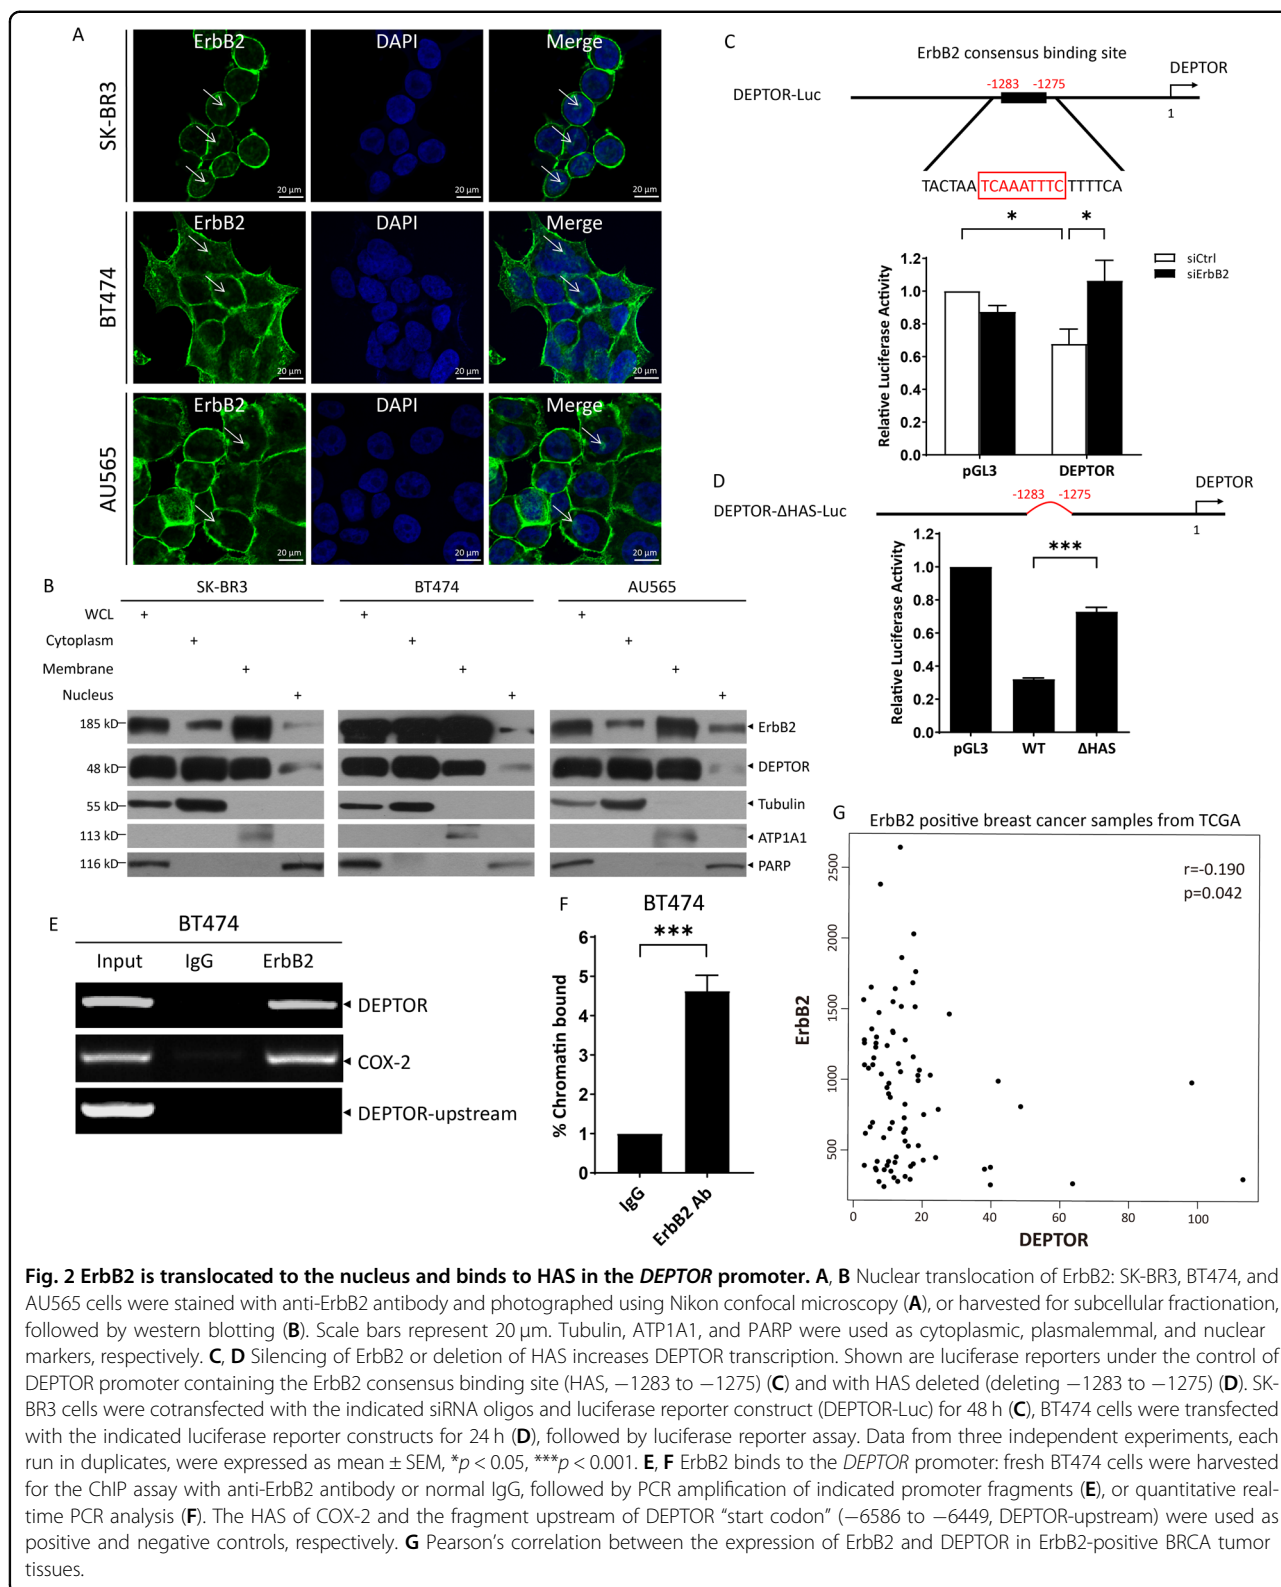 A
SK-BR3
ErbB2
DAPI
Merge
20 µm
20 µm
20 µm
BT474
ErbB2
DAPI
Merge
20 µm
20 µm
20 µm
AU565
ErbB2
DAPI
Merge
20 µm
20 µm
20 µm
B
SK-BR3 BT474 AU565
WCL + + +
Cytoplasm + + +
Membrane + + +
Nucleus + + +
185 kD ErbB2
48 kD DEPTOR
55 kD Tubulin
113 kD ATP1A1
116 kD PARP
C
ErbB2 consensus binding site
-1283 -1275 DEPTOR
DEPTOR-Luc
1
TACTAA TCAAATTTC TTTTCA
* *
siCtrl
siErbB2
Relative Luciferase Activity
1.2
1.0
0.8
0.6
0.4
0.2
0.0
pGL3 DEPTOR
D
-1283 -1275 DEPTOR
DEPTOR-ΔHAS-Luc
1
***
Relative Luciferase Activity
1.2
1.0
0.8
0.6
0.4
0.2
0.0
pGL3 WT ΔHAS
E
BT474
Input IgG ErbB2
DEPTOR
COX-2
DEPTOR-upstream
F
BT474
***
% Chromatin bound
6
5
4
3
2
1
0
IgG ErbB2 Ab
G
ErbB2 positive breast cancer samples from TCGA
r=-0.190
p=0.042
ErbB2
2500
2000
1500
1000
500
0 20 40 60 80 100
DEPTOR
Fig. 2 ErbB2 is translocated to the nucleus and binds to HAS in the DEPTOR promoter. A, B Nuclear translocation of ErbB2: SK-BR3, BT474, and
AU565 cells were stained with anti-ErbB2 antibody and photographed using Nikon confocal microscopy (A), or harvested for subcellular fractionation,
followed by western blotting (B). Scale bars represent 20 µm. Tubulin, ATP1A1, and PARP were used as cytoplasmic, plasmalemmal, and nuclear
markers, respectively. C, D Silencing of ErbB2 or deletion of HAS increases DEPTOR transcription. Shown are luciferase reporters under the control of
DEPTOR promoter containing the ErbB2 consensus binding site (HAS, −1283 to −1275) (C) and with HAS deleted (deleting −1283 to −1275) (D). SK-
BR3 cells were cotransfected with the indicated siRNA oligos and luciferase reporter construct (DEPTOR-Luc) for 48 h (C), BT474 cells were transfected
with the indicated luciferase reporter constructs for 24 h (D), followed by luciferase reporter assay. Data from three independent experiments, each
run in duplicates, were expressed as mean ± SEM, *p < 0.05, ***p < 0.001. E, F ErbB2 binds to the DEPTOR promoter: fresh BT474 cells were harvested
for the ChIP assay with anti-ErbB2 antibody or normal IgG, followed by PCR amplification of indicated promoter fragments (E), or quantitative real-
time PCR analysis (F). The HAS of COX-2 and the fragment upstream of DEPTOR “start codon” (−6586 to −6449, DEPTOR-upstream) were used as
positive and negative controls, respectively. G Pearson’s correlation between the expression of ErbB2 and DEPTOR in ErbB2-positive BRCA tumor
tissues.